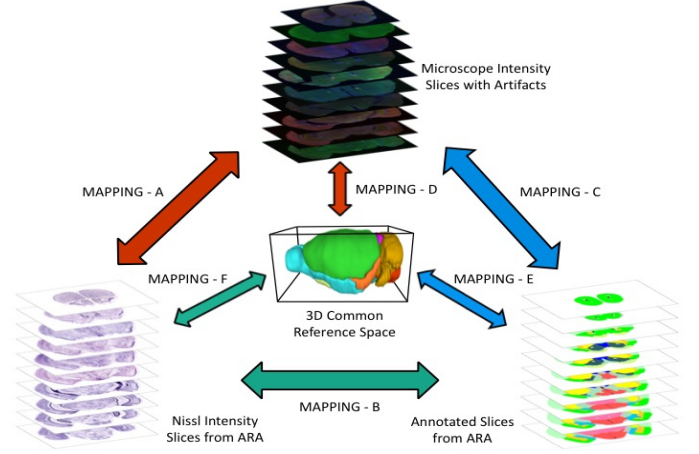 Microscope Intensity
Slices with Artifacts
MAPPING - A
MAPPING - D
MAPPING - C
MAPPING - F
MAPPING - E
3D Common
Reference Space
MAPPING - B
Nissl Intensity
Slices from ARA
Annotated Slices
from ARA